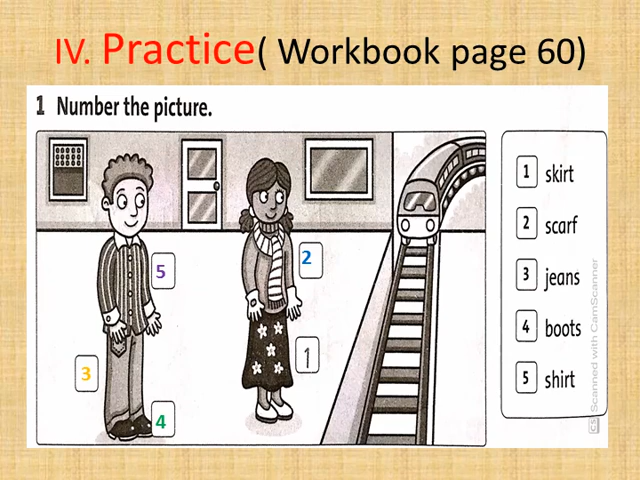 IV. Practice( Workbook page 60)
1 Number the picture.
5
2
1
3
4
1 skirt
2 scarf
3 jeans
4 boots
5 shirt
CS Scanned with CamScanner